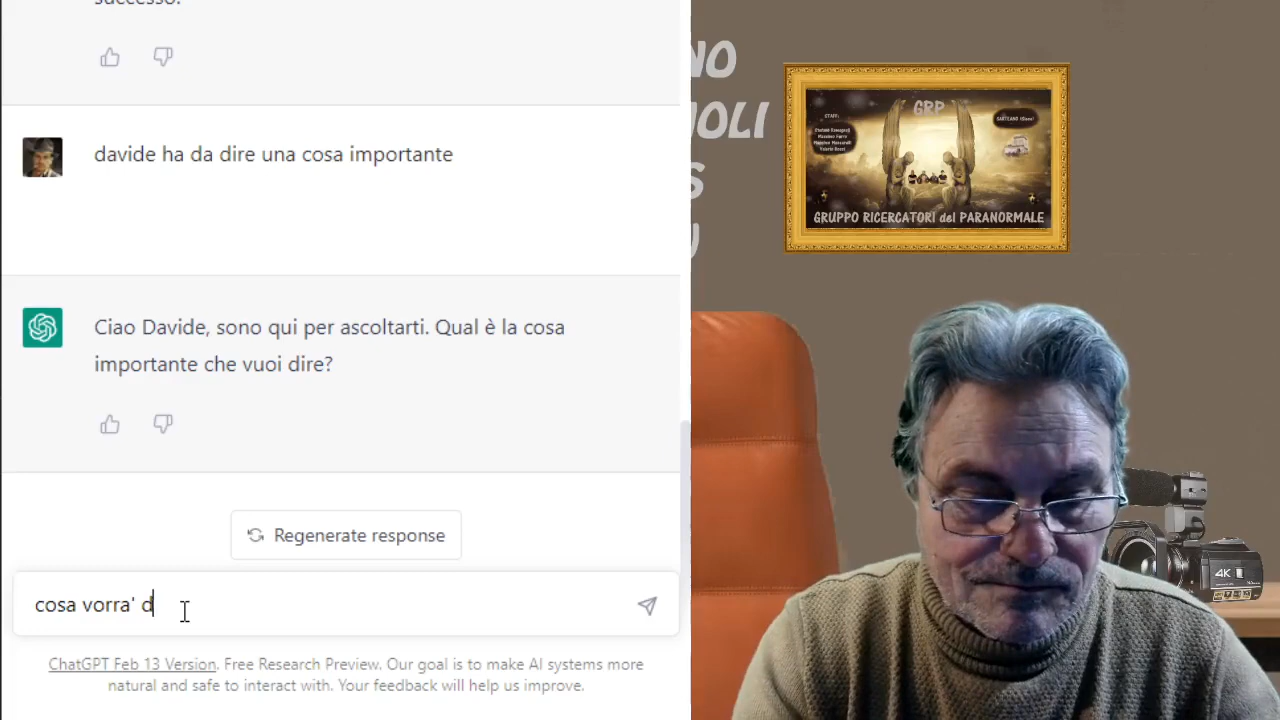 successo.
davide ha da dire una cosa importante
Ciao Davide, sono qui per ascoltarti. Qual è la cosa
importante che vuoi dire?
Regenerate response
cosa vorra' d
ChatGPT Feb 13 Version. Free Research Preview. Our goal is to make AI systems more
natural and safe to interact with. Your feedback will help us improve.
NO
IOLI
S
GRP
STAFF:
SARTEANO (Siena)
GRUPPO RICERCATORI del PARANORMALE
4K